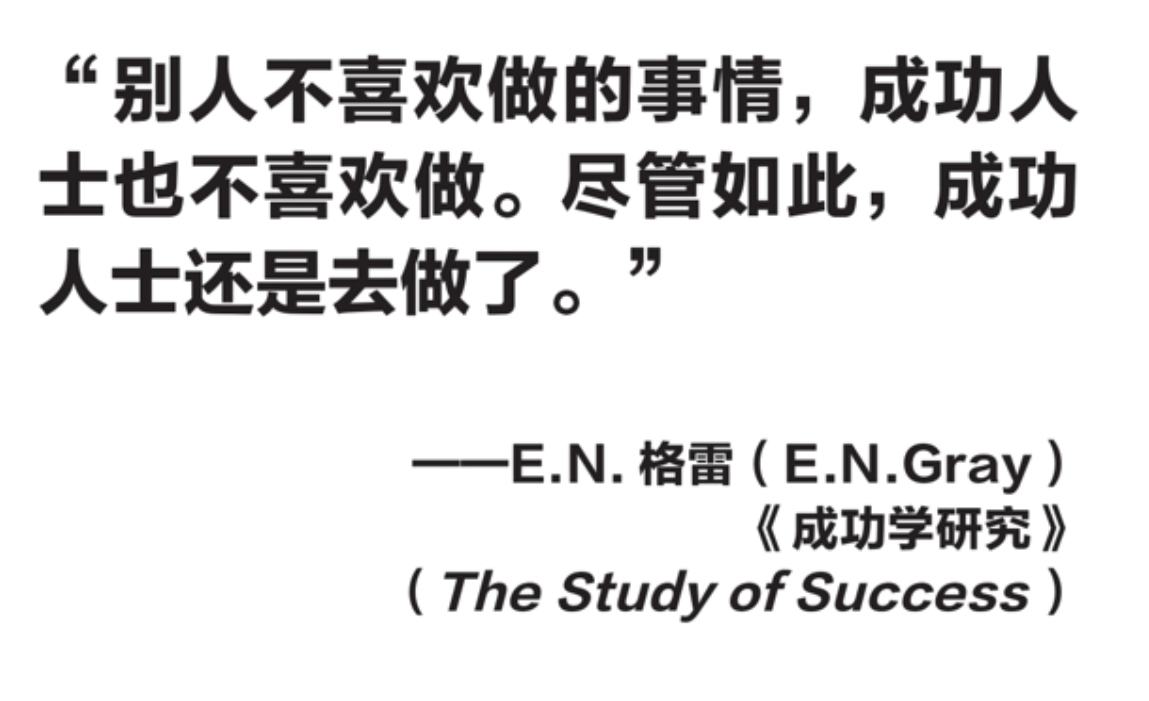 “别人不喜欢做的事情，成功人
士也不喜欢做。尽管如此，成功
人士还是去做了。”
——E.N. 格雷（E.N.Gray）
《成功学研究》
（The Study of Success）